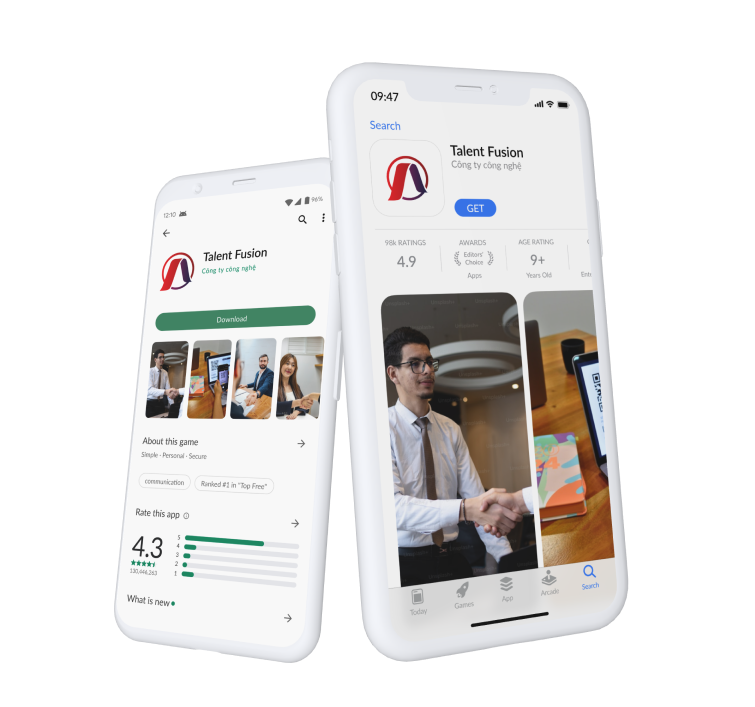 12:10
96%
Talent Fusion
Công ty công nghệ
Download
About this game
Simple - Personal - Secure
communication
Ranked #1 in "Top Free"
Rate this app
4.3
5
4
3
2
1
What is new
09:47
Search
Talent Fusion
Công ty công nghệ
GET
98k RATINGS
4.9
AWARDS
Editors'
Choice
Apps
AGE RATING
9+
Years Old
Today
Games
App
Arcade
Search